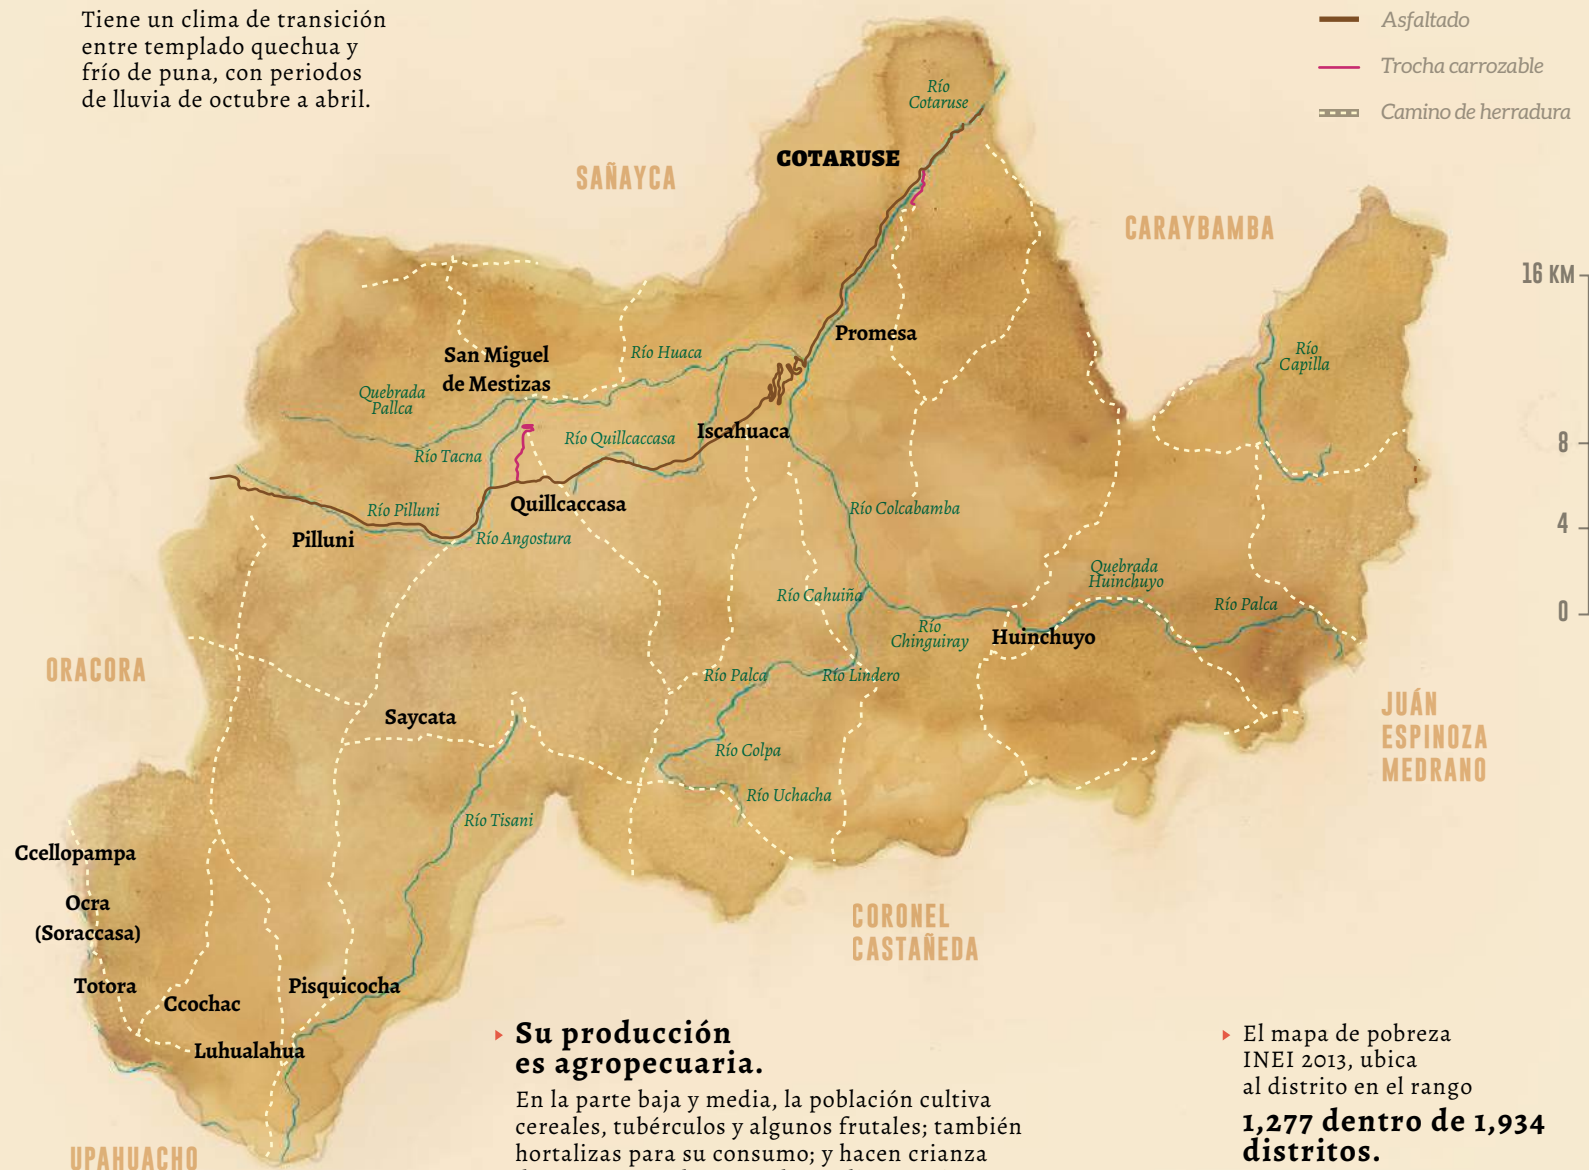 Tiene un clima de transición
entre templado quechua y
frío de puna, con periodos
de lluvia de octubre a abril.
Asfaltado
Trocha carrozable
Camino de herradura
Río
Cotaruse
COTARUSE
SAÑAYCA
CARAYBAMBA
16 KM
8
4
0
Promesa
San Miguel
de Mestizas
Río Huaca
Río
Capilla
Quebrada
Pallca
Río Quillcaccasa
Iscahuaca
Río Tacna
Quillcaccasa
Río Pilluni
Río Colcabamba
Pilluni
Río Angostura
Quebrada
Huinchuyo
Río Cahuiña
Río Palca
Río
Chinguiray
Huinchuyo
ORACORA
Río Palca
Río Lindero
Saycata
JUÁN
ESPINOZA
MEDRANO
Río Colpa
Río Uchacha
Río Tisani
Ccellopampa
Ocra
(Soraccasa)
CORONEL
CASTAÑEDA
Totora
Ccochac
Pisquicocha
Luhualahua
UPAHUACHO
Su producción
es agropecuaria.
En la parte baja y media, la población cultiva
cereales, tubérculos y algunos frutales; también
hortalizas para su consumo; y hacen crianza
El mapa de pobreza
INEI 2013, ubica
al distrito en el rango
1,277 dentro de 1,934
distritos.